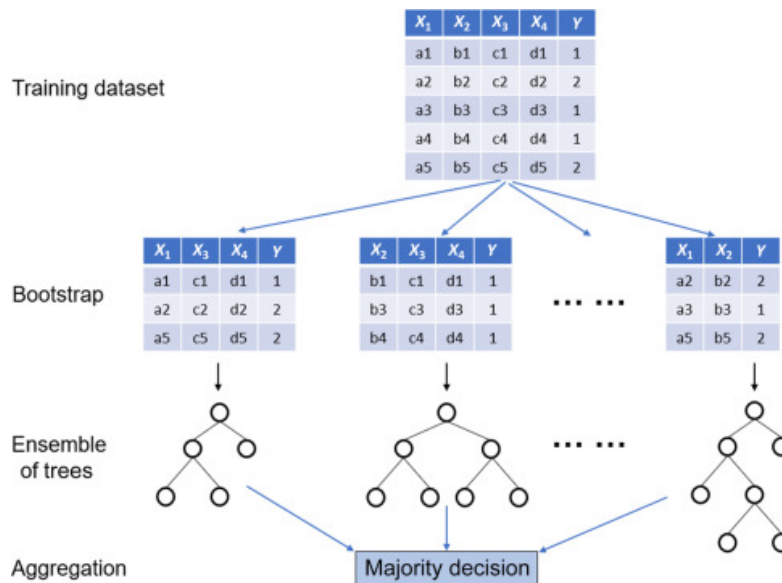 X1 X2 X3 X4 Y
a1 b1 c1 d1 1
Training dataset
a2 b2 c2 d2 2
a3 b3 c3 d3 1
a4 b4 c4 d4 1
a5 b5 c5 d5 2
X1 X3 X4 Y
a1 c1 d1 1
a2 c2 d2 2
a5 c5 d5 2
X2 X3 X4 Y
b1 c1 d1 1
b3 c3 d3 1
b4 c4 d4 1
... ...
X1 X2 Y
a2 b2 2
a3 b3 1
a5 b5 2
Bootstrap
Ensemble
of trees
... ...
Aggregation
Majority decision